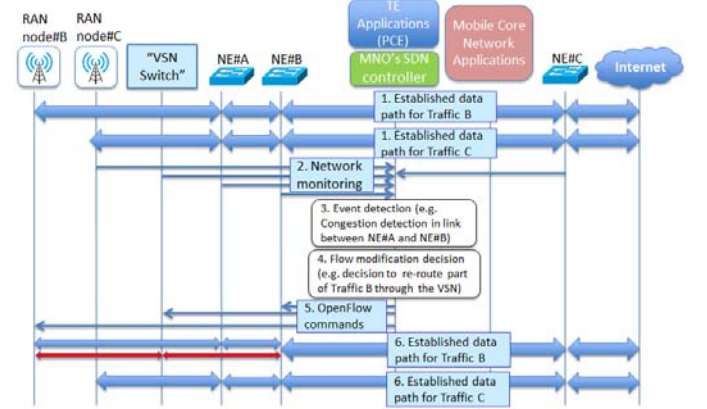 RAN
node#B
RAN
node#C
"VSN
Switch"
NE#A
NE#B
TE
Applications
(PCE)
MNO's SDN
controller
Mobile Core
Network
Applications
NE#C
Internet
1. Established data
path for Traffic B
1. Established data
path for Traffic C
2. Network
monitoring
3. Event detection (e.g.
Congestion detection in link
between NE#A and NE#B)
4. Flow modification decision
(e.g. decision to re-route part
of Traffic B through the VSN)
5. OpenFlow
commands
6. Established data
path for Traffic B
6. Established data
path for Traffic C